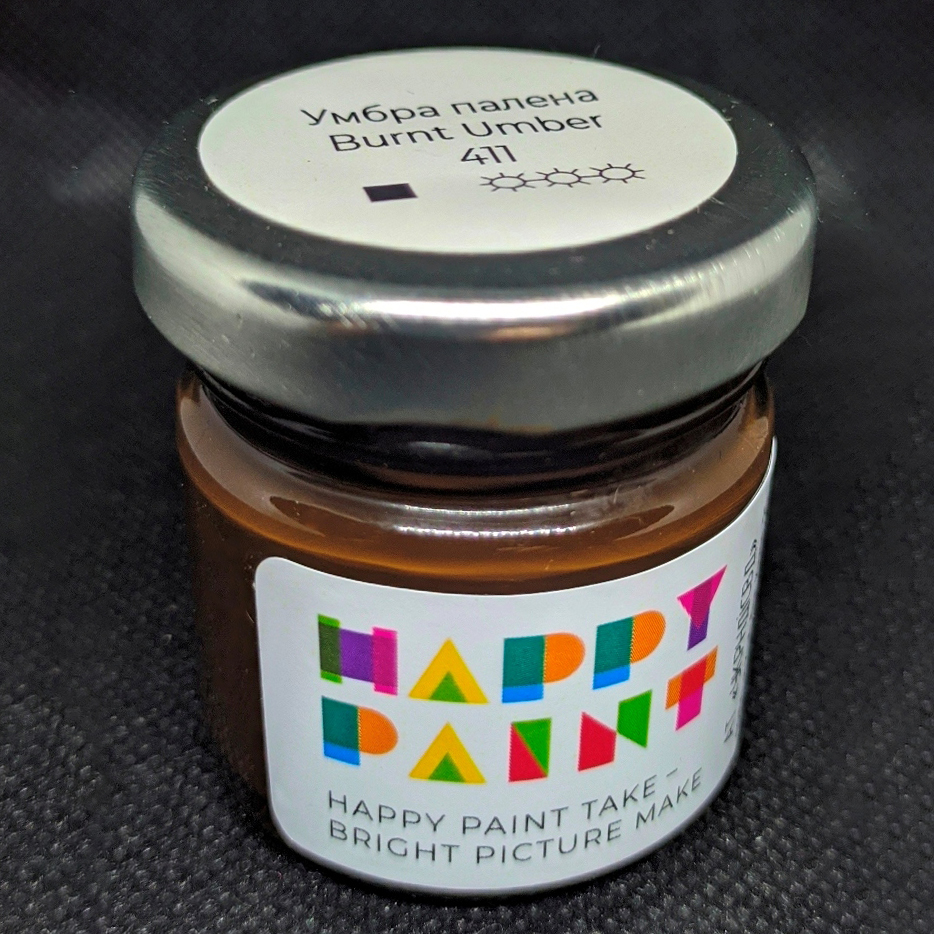 Умбра палена
Burnt Umber
411
HAPPY
PAINT
HAPPY PAINT TAKE –
BRIGHT PICTURE MAKE